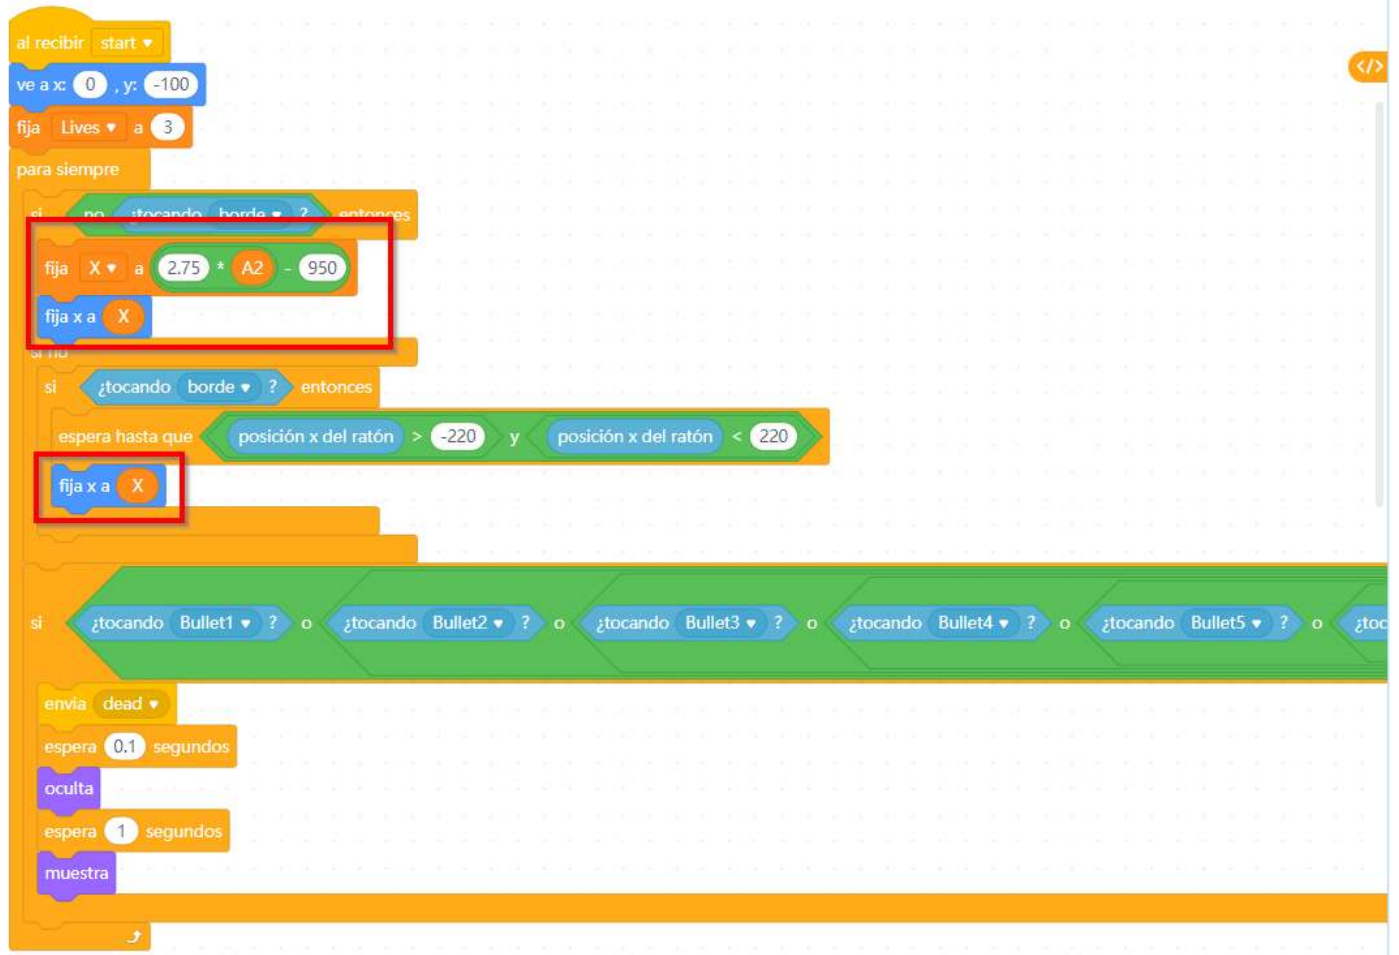 al recibir start
ve a x: 0 , y: -100
fija Lives a 3
para siempre
si no ¿tocando borde ? entonces
fija X a 2.75 * A2 - 950
fija x a X
si no
si ¿tocando borde ? entonces
espera hasta que posición x del ratón > -220 y posición x del ratón < 220
fija x a X
si ¿tocando Bullet1 ? o ¿tocando Bullet2 ? o ¿tocando Bullet3 ? o ¿tocando Bullet4 ? o ¿tocando Bullet5 ? o ¿toc
envia dead
espera 0.1 segundos
oculta
espera 1 segundos
muestra